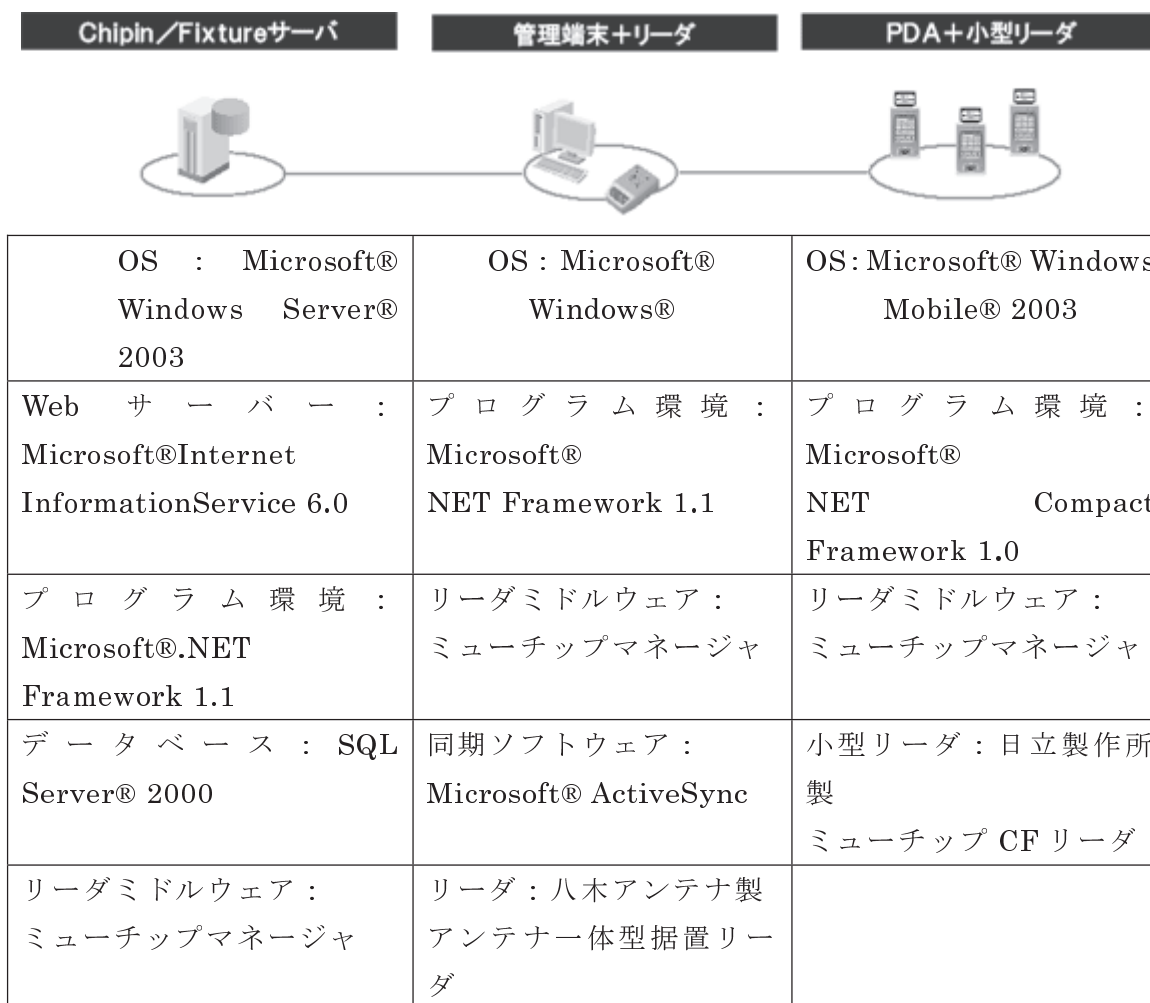 Chipin／Fixtureサーバ
管理端末＋リーダ
PDA＋小型リーダ
OS : Microsoft®
Windows Server®
2003
OS : Microsoft®
Windows®
OS: Microsoft® Windows
Mobile® 2003
Web サーバー :
Microsoft®Internet
InformationService 6.0
プログラム環境 :
Microsoft®
NET Framework 1.1
プログラム環境 :
Microsoft®
NET Compact
Framework 1.0
プログラム環境 :
Microsoft®.NET
Framework 1.1
リーダミドルウェア :
ミューチップマネージャ
リーダミドルウェア :
ミューチップマネージャ
データベース : SQL
Server® 2000
同期ソフトウェア :
Microsoft® ActiveSync
小型リーダ : 日立製作所
製
ミューチップ CF リーダ
リーダミドルウェア :
ミューチップマネージャ
リーダ : 八木アンテナ製
アンテナ一体型据置リー
ダ